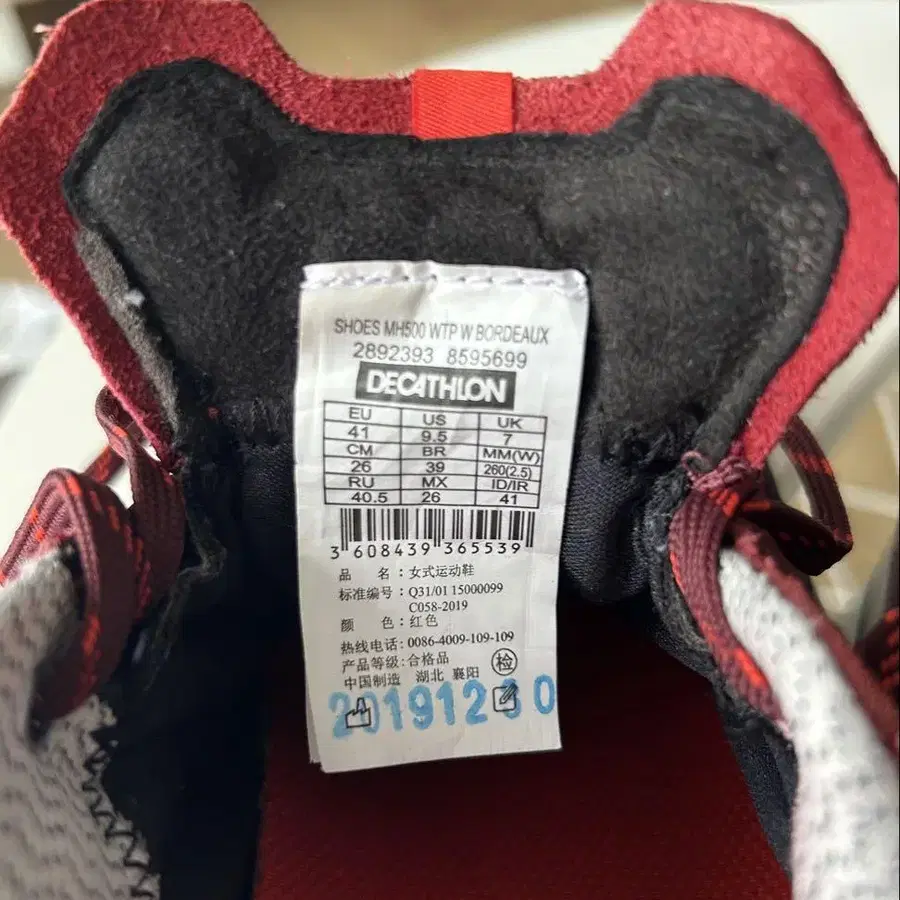 SHOES MH500 WTP W BORDEAUX
2892393 8595699
DECATHLON
EU US UK
41 9.5 7
CM BR MM(W)
26 39 260(2.5)
RU MX ID/IR
40.5 26 41
3 608439 365539
品 名：女式运动鞋
标准编号：Q31/01 15000099
C058-2019
颜 色：红色
热线电话：0086-4009-109-109
产品等级：合格品 检
中国制造 湖北 襄阳